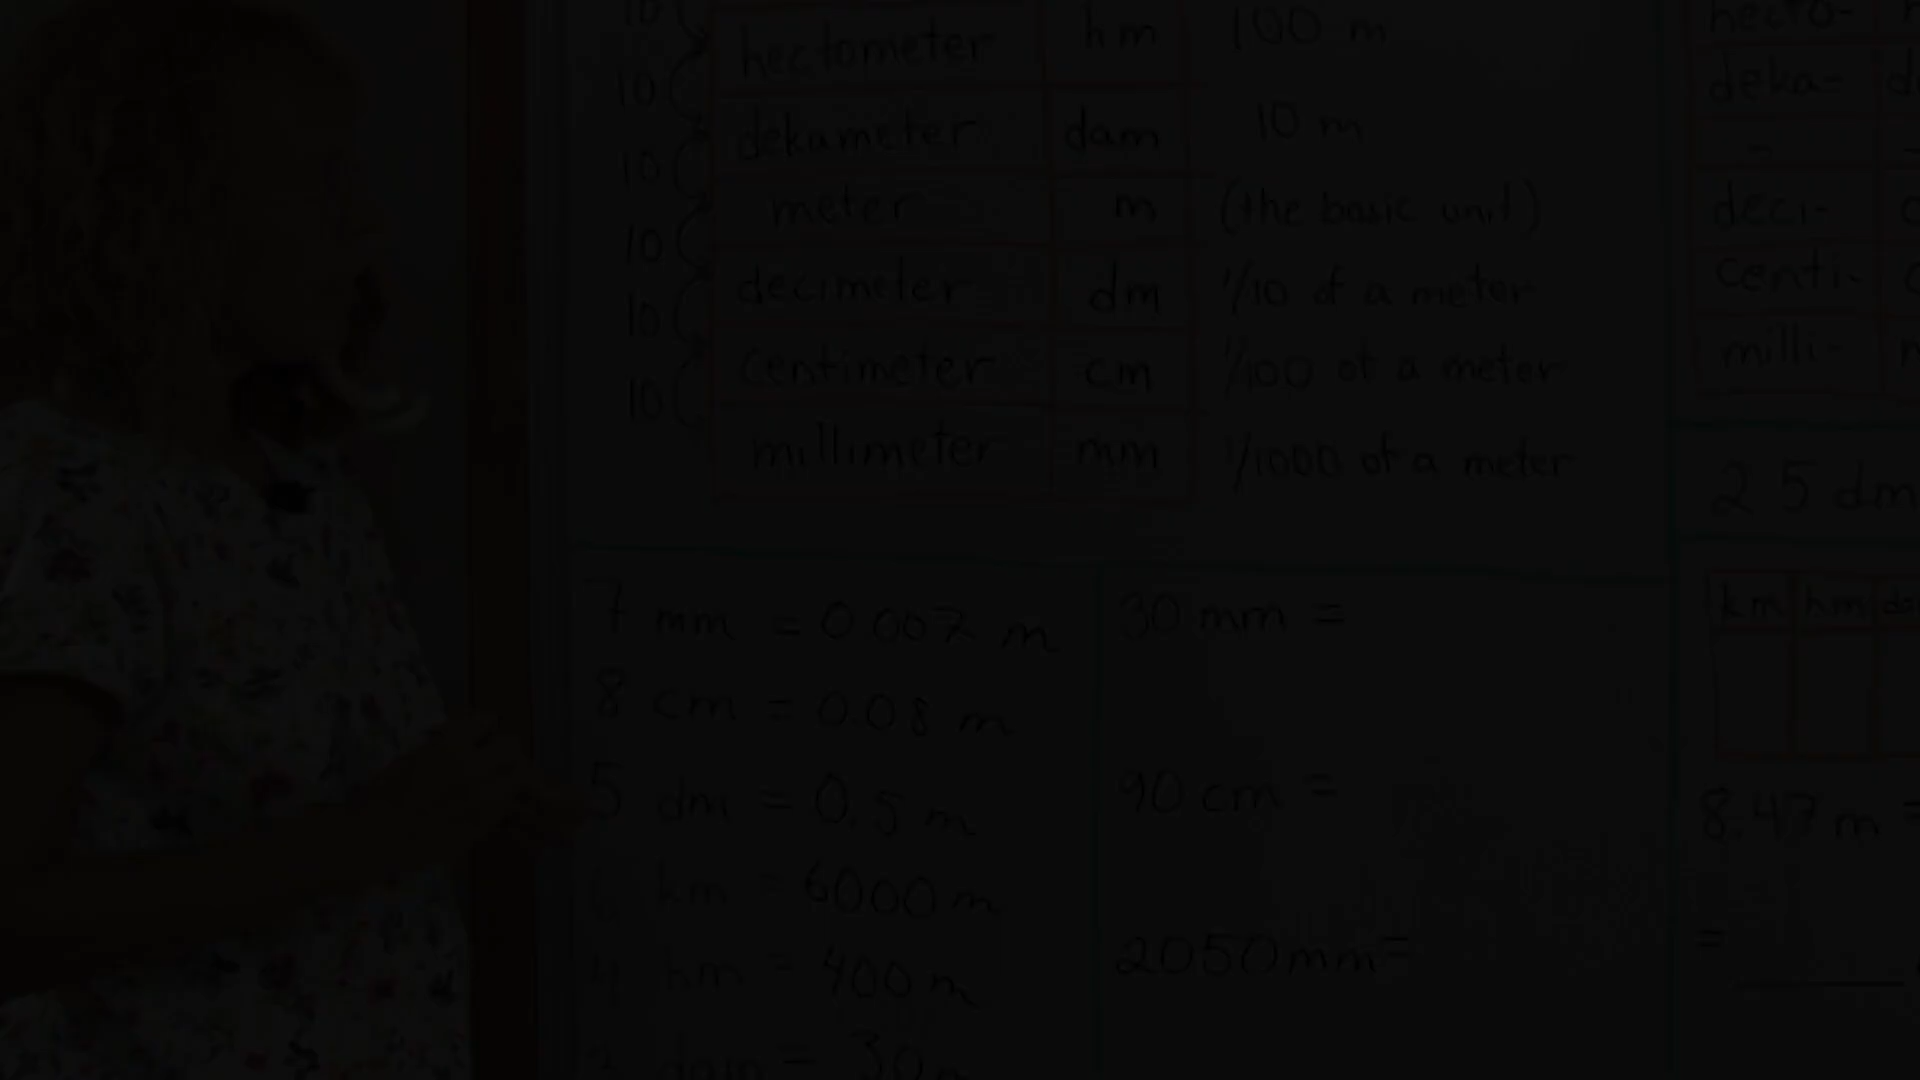 10
hectometer hm 100 m
10
dekameter dam 10 m
10
meter m (the basic unit)
10
decimeter dm 1/10 of a meter
10
centimeter cm 1/100 of a meter
10
millimeter mm 1/1000 of a meter
7 mm = 0.007 m
8 cm = 0.08 m
5 dm = 0.5 m
km = 6000 m
hm = 400 m
dam = 30
30 mm =
90 cm =
2050 mm =
hecto-
deka-
-
deci-
centi-
milli-
2 5 dm
km hm
8.47 m =
=